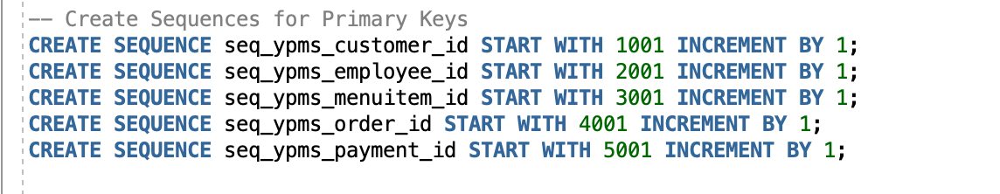 -- Create Sequences for Primary Keys
CREATE SEQUENCE seq_ypms_customer_id START WITH 1001 INCREMENT BY 1;
CREATE SEQUENCE seq_ypms_employee_id START WITH 2001 INCREMENT BY 1;
CREATE SEQUENCE seq_ypms_menuitem_id START WITH 3001 INCREMENT BY 1;
CREATE SEQUENCE seq_ypms_order_id START WITH 4001 INCREMENT BY 1;
CREATE SEQUENCE seq_ypms_payment_id START WITH 5001 INCREMENT BY 1;